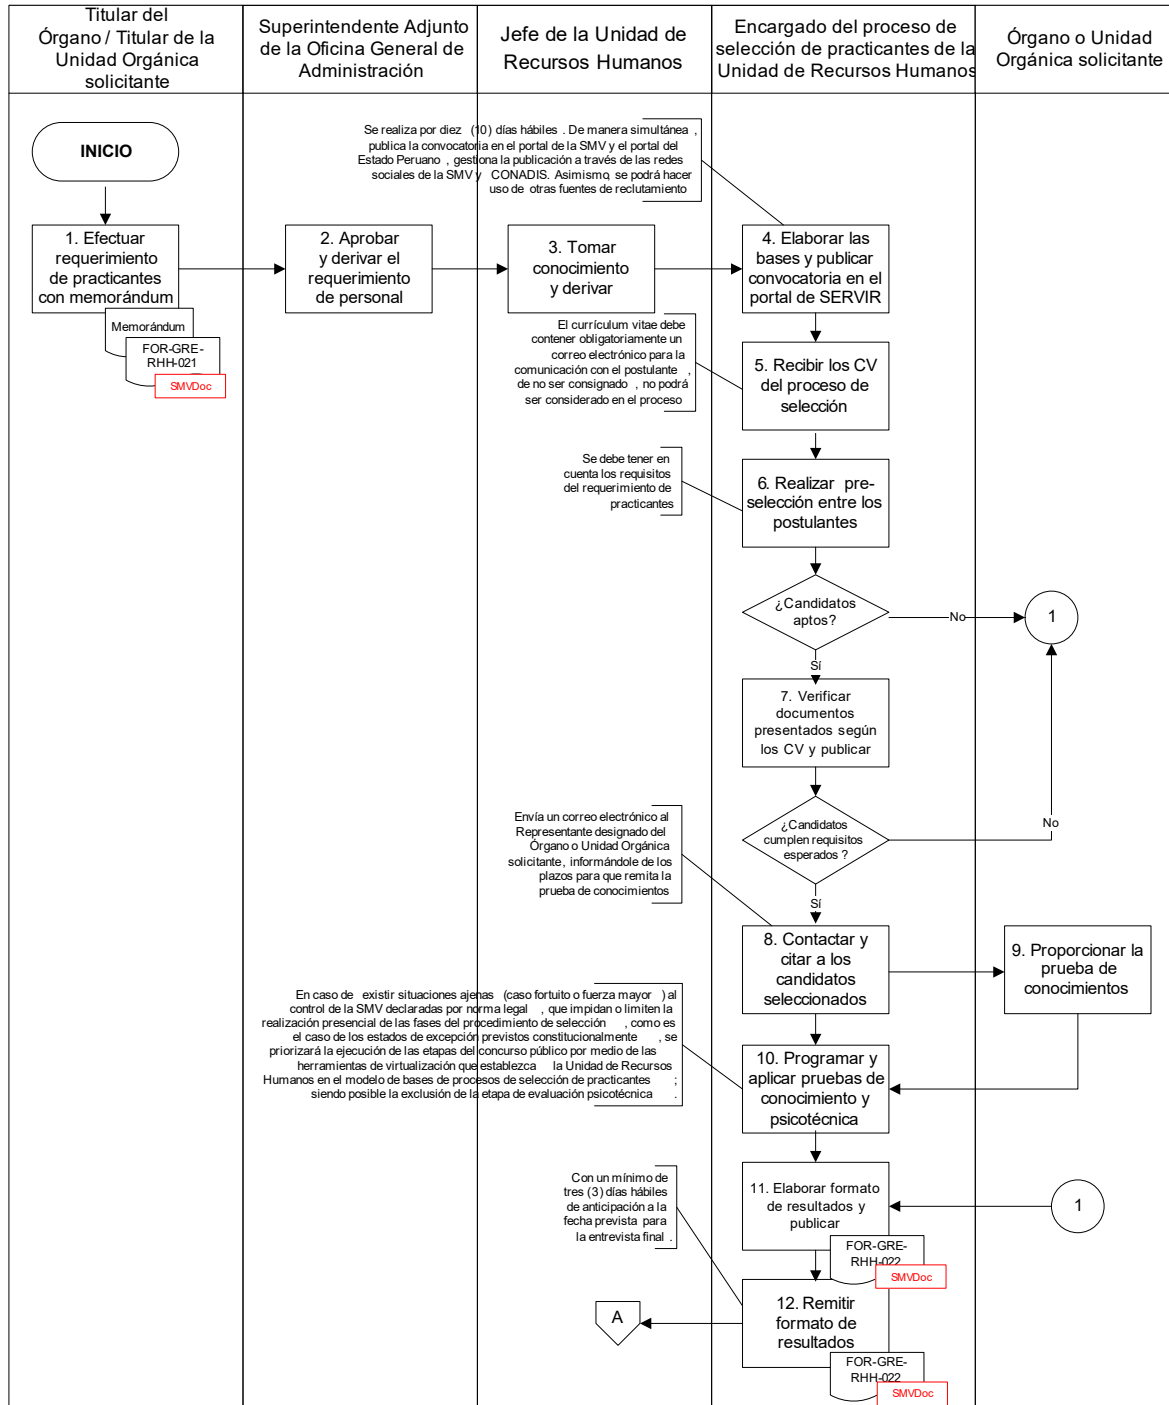 Titular del
Órgano / Titular de la
Unidad Orgánica
solicitante
Superintendente Adjunto
de la Oficina General de
Administración
Jefe de la Unidad de
Recursos Humanos
Encargado del proceso de
selección de practicantes de la
Unidad de Recursos Humanos
Órgano o Unidad
Orgánica solicitante
INICIO
Se realiza por diez (10) días hábiles. De manera simultánea,
publica la convocatoria en el portal de la SMV y el portal del
Estado Peruano, gestiona la publicación a través de las redes
sociales de la SMV y CONADIS. Asimismo, se podrá hacer
uso de otras fuentes de reclutamiento
1. Efectuar
requerimiento
de practicantes
con memorándum
Memorándum
FOR-GRE-
RHH-021
SMVDoc
2. Aprobar
y derivar el
requerimiento
de personal
3. Tomar
conocimiento
y derivar
4. Elaborar las
bases y publicar
convocatoria en el
portal de SERVIR
El currículum vitae debe
contener obligatoriamente un
correo electrónico para la
comunicación con el postulante,
de no ser consignado, no podrá
ser considerado en el proceso
5. Recibir los CV
del proceso de
selección
Se debe tener en
cuenta los requisitos
del requerimiento de
practicantes
6. Realizar pre-
selección entre los
postulantes
¿Candidatos
aptos?
No
1
Sí
7. Verificar
documentos
presentados según
los CV y publicar
¿Candidatos
cumplen requisitos
esperados?
No
Sí
Envía un correo electrónico al
Representante designado del
Órgano o Unidad Orgánica
solicitante, informándole de los
plazos para que remita la
prueba de conocimientos
8. Contactar y
citar a los
candidatos
seleccionados
9. Proporcionar la
prueba de
conocimientos
En caso de existir situaciones ajenas (caso fortuito o fuerza mayor) al
control de la SMV declaradas por norma legal, que impidan o limiten la
realización presencial de las fases del procedimiento de selección, como es
el caso de los estados de excepción previstos constitucionalmente, se
priorizará la ejecución de las etapas del concurso público por medio de las
herramientas de virtualización que establezca la Unidad de Recursos
Humanos en el modelo de bases de procesos de selección de practicantes;
siendo posible la exclusión de la etapa de evaluación psicotécnica.
10. Programar y
aplicar pruebas de
conocimiento y
psicotécnica
Con un mínimo de
tres (3) días hábiles
de anticipación a la
fecha prevista para
la entrevista final.
11. Elaborar formato
de resultados y
publicar
FOR-GRE-
RHH-022
SMVDoc
1
12. Remitir
formato de
resultados
FOR-GRE-
RHH-022
SMVDoc
A